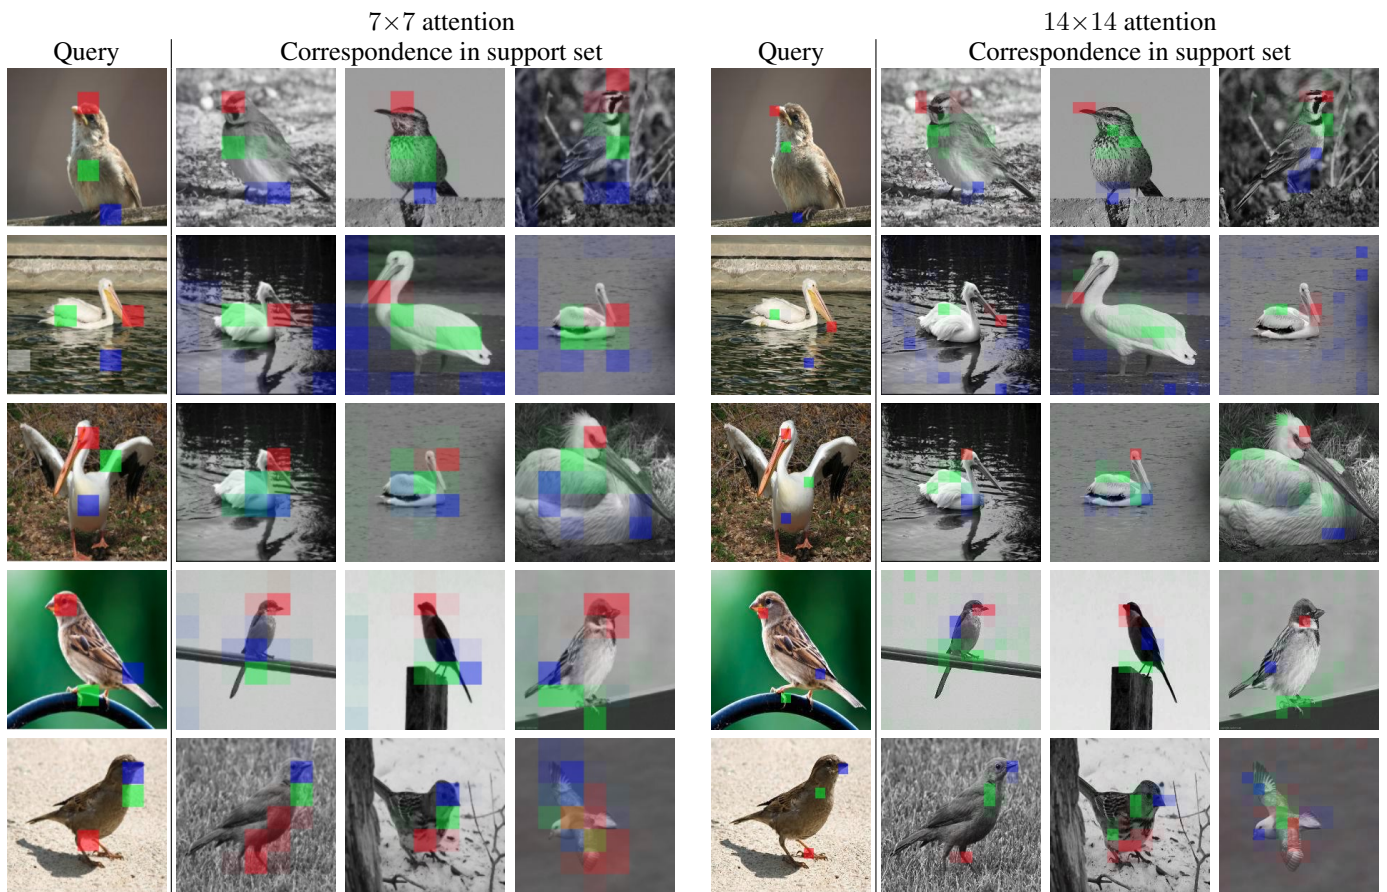 7×7 attention
14×14 attention
Query
Correspondence in support set
Query
Correspondence in support set